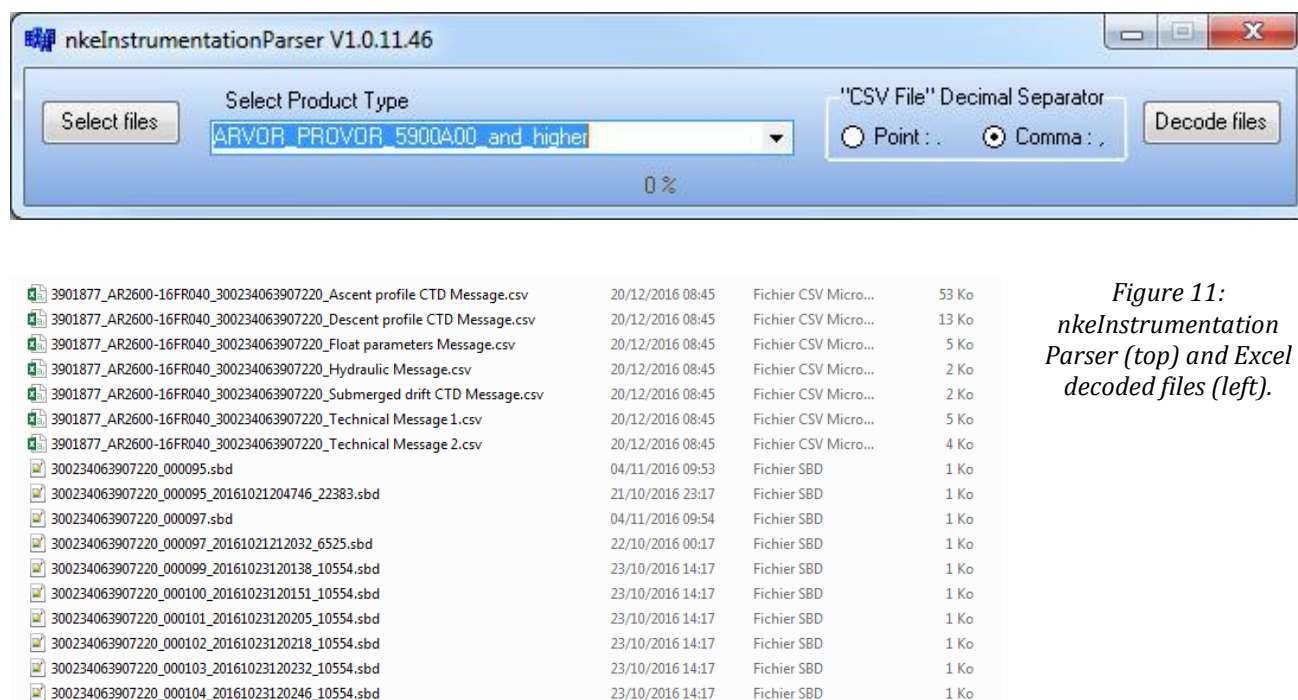 nkeInstrumentationParser V1.0.11.46
Select files
Select Product Type
ARVOR_PROVOR_5900A00_and_higher
"CSV File" Decimal Separator
Point : .
Comma : ,
Decode files
0 %
3901877_AR2600-16FR040_300234063907220_Ascent profile CTD Message.csv 20/12/2016 08:45 Fichier CSV Micro... 53 Ko
3901877_AR2600-16FR040_300234063907220_Descent profile CTD Message.csv 20/12/2016 08:45 Fichier CSV Micro... 13 Ko
3901877_AR2600-16FR040_300234063907220_Float parameters Message.csv 20/12/2016 08:45 Fichier CSV Micro... 5 Ko
3901877_AR2600-16FR040_300234063907220_Hydraulic Message.csv 20/12/2016 08:45 Fichier CSV Micro... 2 Ko
3901877_AR2600-16FR040_300234063907220_Submerged drift CTD Message.csv 20/12/2016 08:45 Fichier CSV Micro... 2 Ko
3901877_AR2600-16FR040_300234063907220_Technical Message 1.csv 20/12/2016 08:45 Fichier CSV Micro... 5 Ko
3901877_AR2600-16FR040_300234063907220_Technical Message 2.csv 20/12/2016 08:45 Fichier CSV Micro... 4 Ko
300234063907220_000095.sbd 04/11/2016 09:53 Fichier SBD 1 Ko
300234063907220_000095_20161021204746_22383.sbd 21/10/2016 23:17 Fichier SBD 1 Ko
300234063907220_000097.sbd 04/11/2016 09:54 Fichier SBD 1 Ko
300234063907220_000097_20161021212032_6525.sbd 22/10/2016 00:17 Fichier SBD 1 Ko
300234063907220_000099_20161023120138_10554.sbd 23/10/2016 14:17 Fichier SBD 1 Ko
300234063907220_000100_20161023120151_10554.sbd 23/10/2016 14:17 Fichier SBD 1 Ko
300234063907220_000101_20161023120205_10554.sbd 23/10/2016 14:17 Fichier SBD 1 Ko
300234063907220_000102_20161023120218_10554.sbd 23/10/2016 14:17 Fichier SBD 1 Ko
300234063907220_000103_20161023120232_10554.sbd 23/10/2016 14:17 Fichier SBD 1 Ko
300234063907220_000104_20161023120246_10554.sbd 23/10/2016 14:17 Fichier SBD 1 Ko
Figure 11:
nkeInstrumentation
Parser (top) and Excel
decoded files (left).